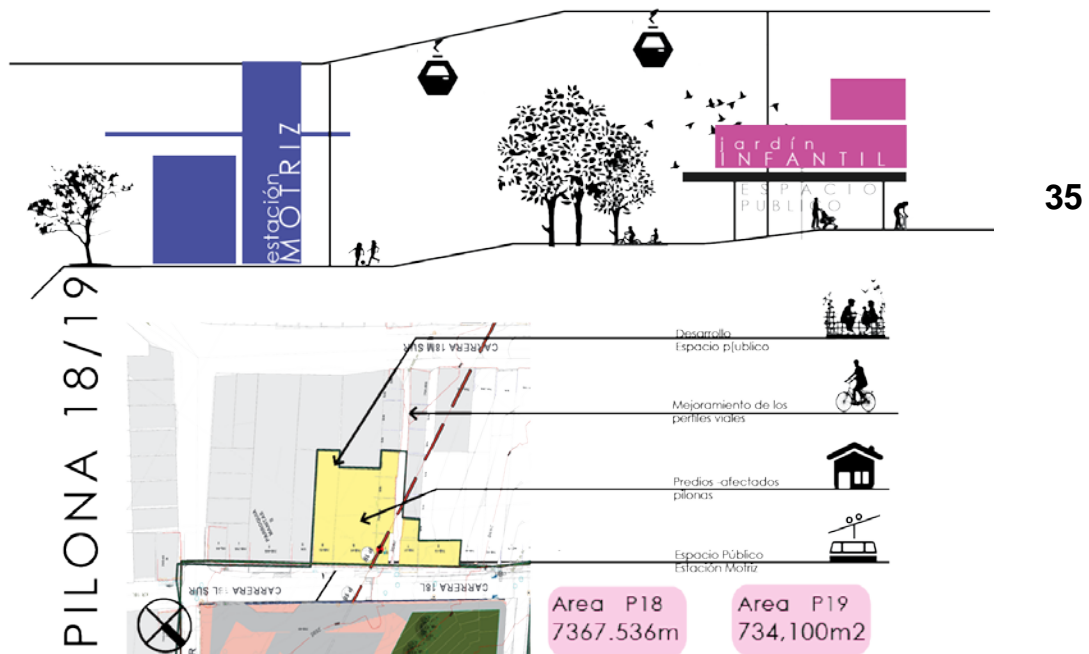 estación
MOTRIZ
jardín
INFANTIL
ESPACIO
PUBLICO
35
PILONA 18/19
CARRERA 18M SUR
Desarrollo
Espacio p[ublico
Mejoramiento de los
perfiles viales
Predios -afectados
pilonas
Espacio Público
Estación Motriz
CARRERA 18L SUR
CARRERA 18L
Area P18
7367.536m
Area P19
734,100m2